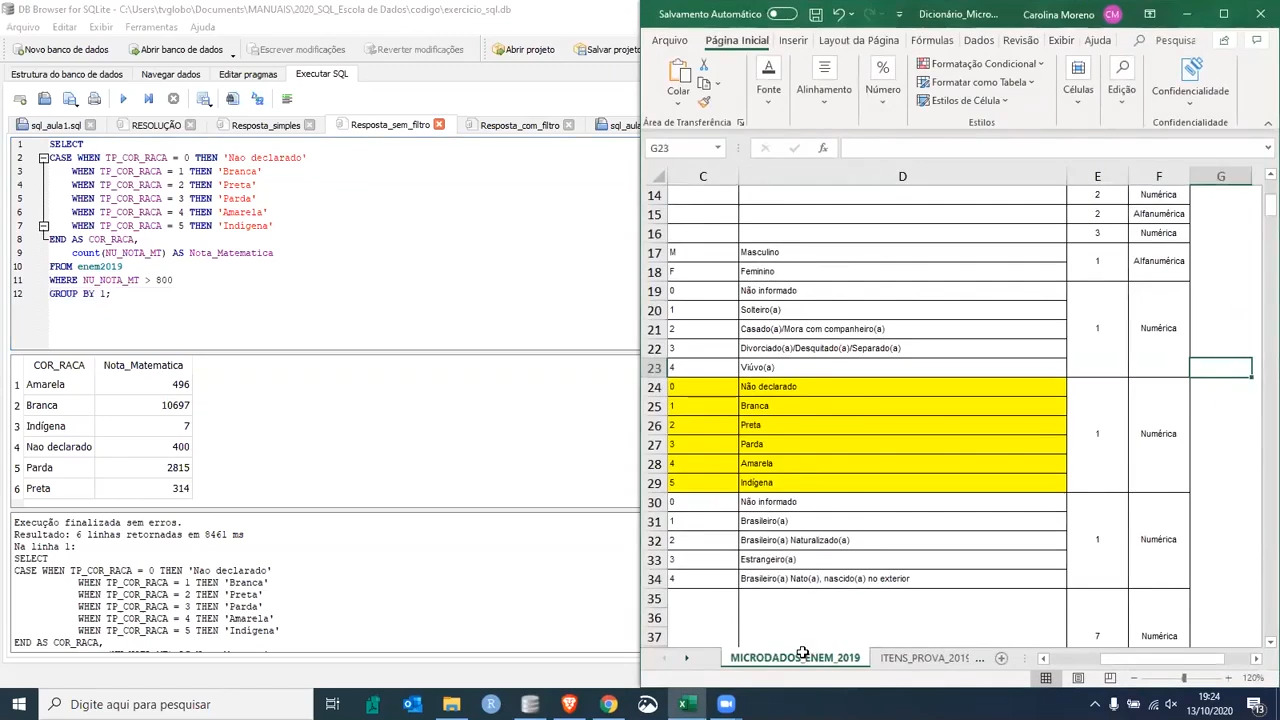 DB Browser for SQLite - C:\Users\tvglobo\Documents\MANUAIS\2020_SQL_Escola de Dados\codigo\exercicio_sql.db
Arquivo Editar Exibir Ferramentas Ajuda
Novo banco de dados Abrir banco de dados Escrever modificações Reverter modificações Abrir projeto Salvar projeto
Estrutura do banco de dados Navegar dados Editar pragmas Executar SQL
sql_aula1.sql RESOLUÇÃO Resposta_simples Resposta_sem_filtro Resposta_com_filtro sql_au
1 SELECT
2 CASE WHEN TP_COR_RACA = 0 THEN 'Nao declarado'
3 WHEN TP_COR_RACA = 1 THEN 'Branca'
4 WHEN TP_COR_RACA = 2 THEN 'Preta'
5 WHEN TP_COR_RACA = 3 THEN 'Parda'
6 WHEN TP_COR_RACA = 4 THEN 'Amarela'
7 WHEN TP_COR_RACA = 5 THEN 'Indígena'
8 END AS COR_RACA,
9 count(NU_NOTA_MT) AS Nota_Matematica
10 FROM enem2019
11 WHERE NU_NOTA_MT > 800
12 GROUP BY 1;
COR_RACA Nota_Matematica
1 Amarela 496
2 Branca 10697
3 Indígena 7
4 Nao declarado 400
5 Parda 2815
6 Preta 314
Execução finalizada sem erros.
Resultado: 6 linhas retornadas em 8461 ms
Na linha 1:
SELECT
CASE WHEN TP_COR_RACA = 0 THEN 'Nao declarado'
WHEN TP_COR_RACA = 1 THEN 'Branca'
WHEN TP_COR_RACA = 2 THEN 'Preta'
WHEN TP_COR_RACA = 3 THEN 'Parda'
WHEN TP_COR_RACA = 4 THEN 'Amarela'
WHEN TP_COR_RACA = 5 THEN 'Indígena'
END AS COR_RACA,
Salvamento Automático Dicionário_Micro... Carolina Moreno CM
Arquivo Página Inicial Inserir Layout da Página Fórmulas Dados Revisão Exibir Ajuda Pesquisar
Colar Fonte Alinhamento Número Formatação Condicional Formatar como Tabela Estilos de Célula Células Edição Confidencialidade
Área de Transferência Estilos Confidencialidade
G23 fx
C D E F G
14 2 Numérica
15 2 Alfanumérica
16 3 Numérica
17 M Masculino
1 Alfanumérica
18 F Feminino
19 0 Não informado
20 1 Solteiro(a)
21 2 Casado(a)/Mora com companheiro(a) 1 Numérica
22 3 Divorciado(a)/Desquitado(a)/Separado(a)
23 4 Viúvo(a)
24 0 Não declarado
25 1 Branca
26 2 Preta
1 Numérica
27 3 Parda
28 4 Amarela
29 5 Indígena
30 0 Não informado
31 1 Brasileiro(a)
32 2 Brasileiro(a) Naturalizado(a) 1 Numérica
33 3 Estrangeiro(a)
34 4 Brasileiro(a) Nato(a), nascido(a) no exterior
35
36
37 7 Numérica
MICRODADOS_ENEM_2019 ITENS_PROVA_2019 ...
120%
Digite aqui para pesquisar
19:24
13/10/2020
13